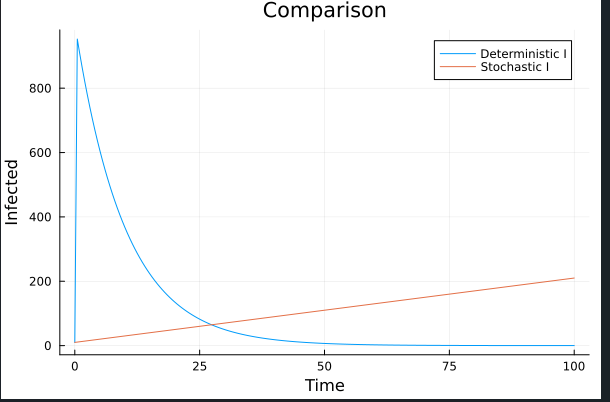 Comparison
Deterministic I
Stochastic I
800
600
400
200
0
Infected
0 25 50 75 100
Time